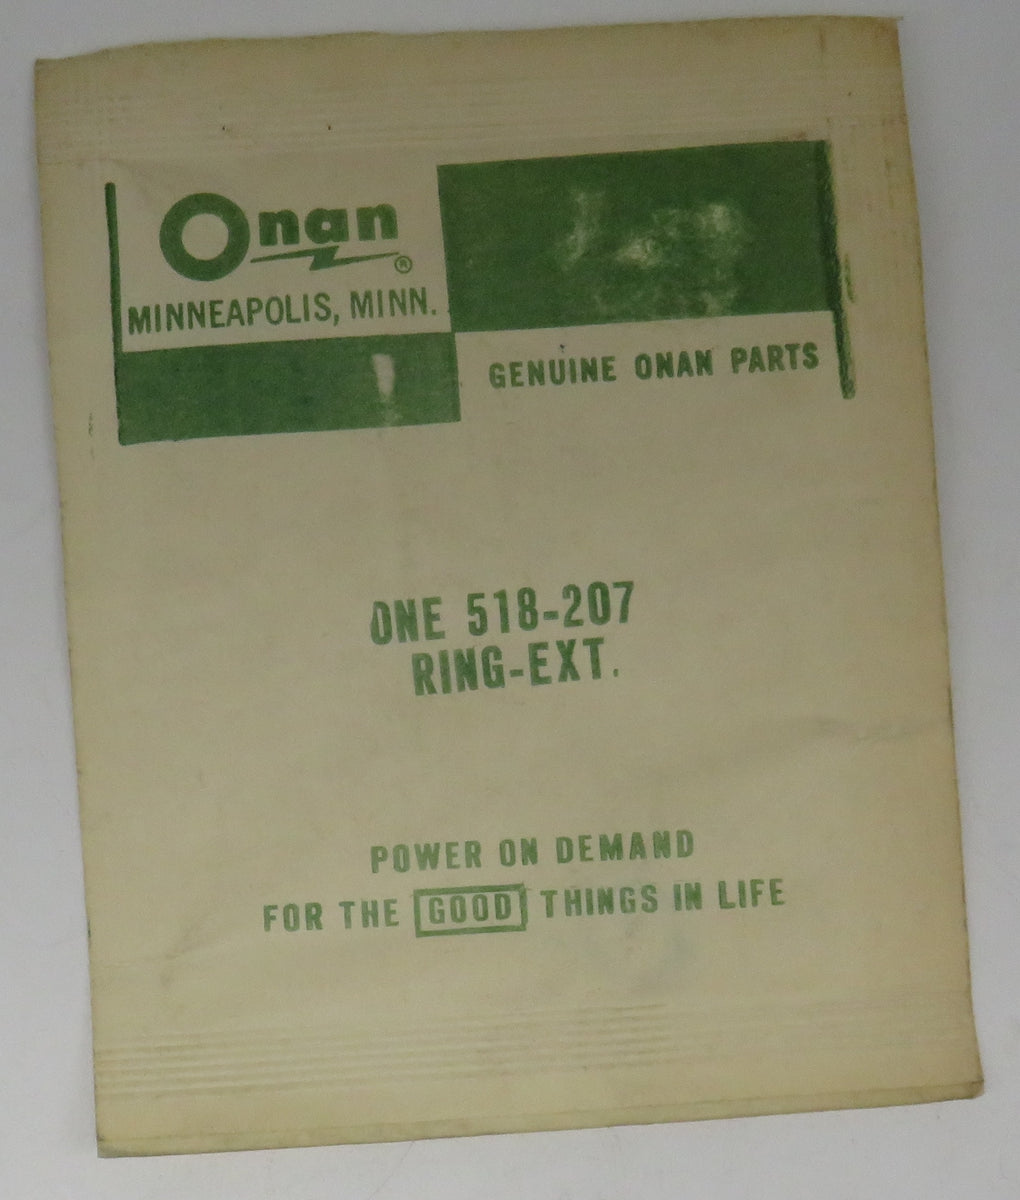 Onan ®
MINNEAPOLIS, MINN.
GENUINE ONAN PARTS
ONE 518-207
RING-EXT.
POWER ON DEMAND
FOR THE GOOD THINGS IN LIFE